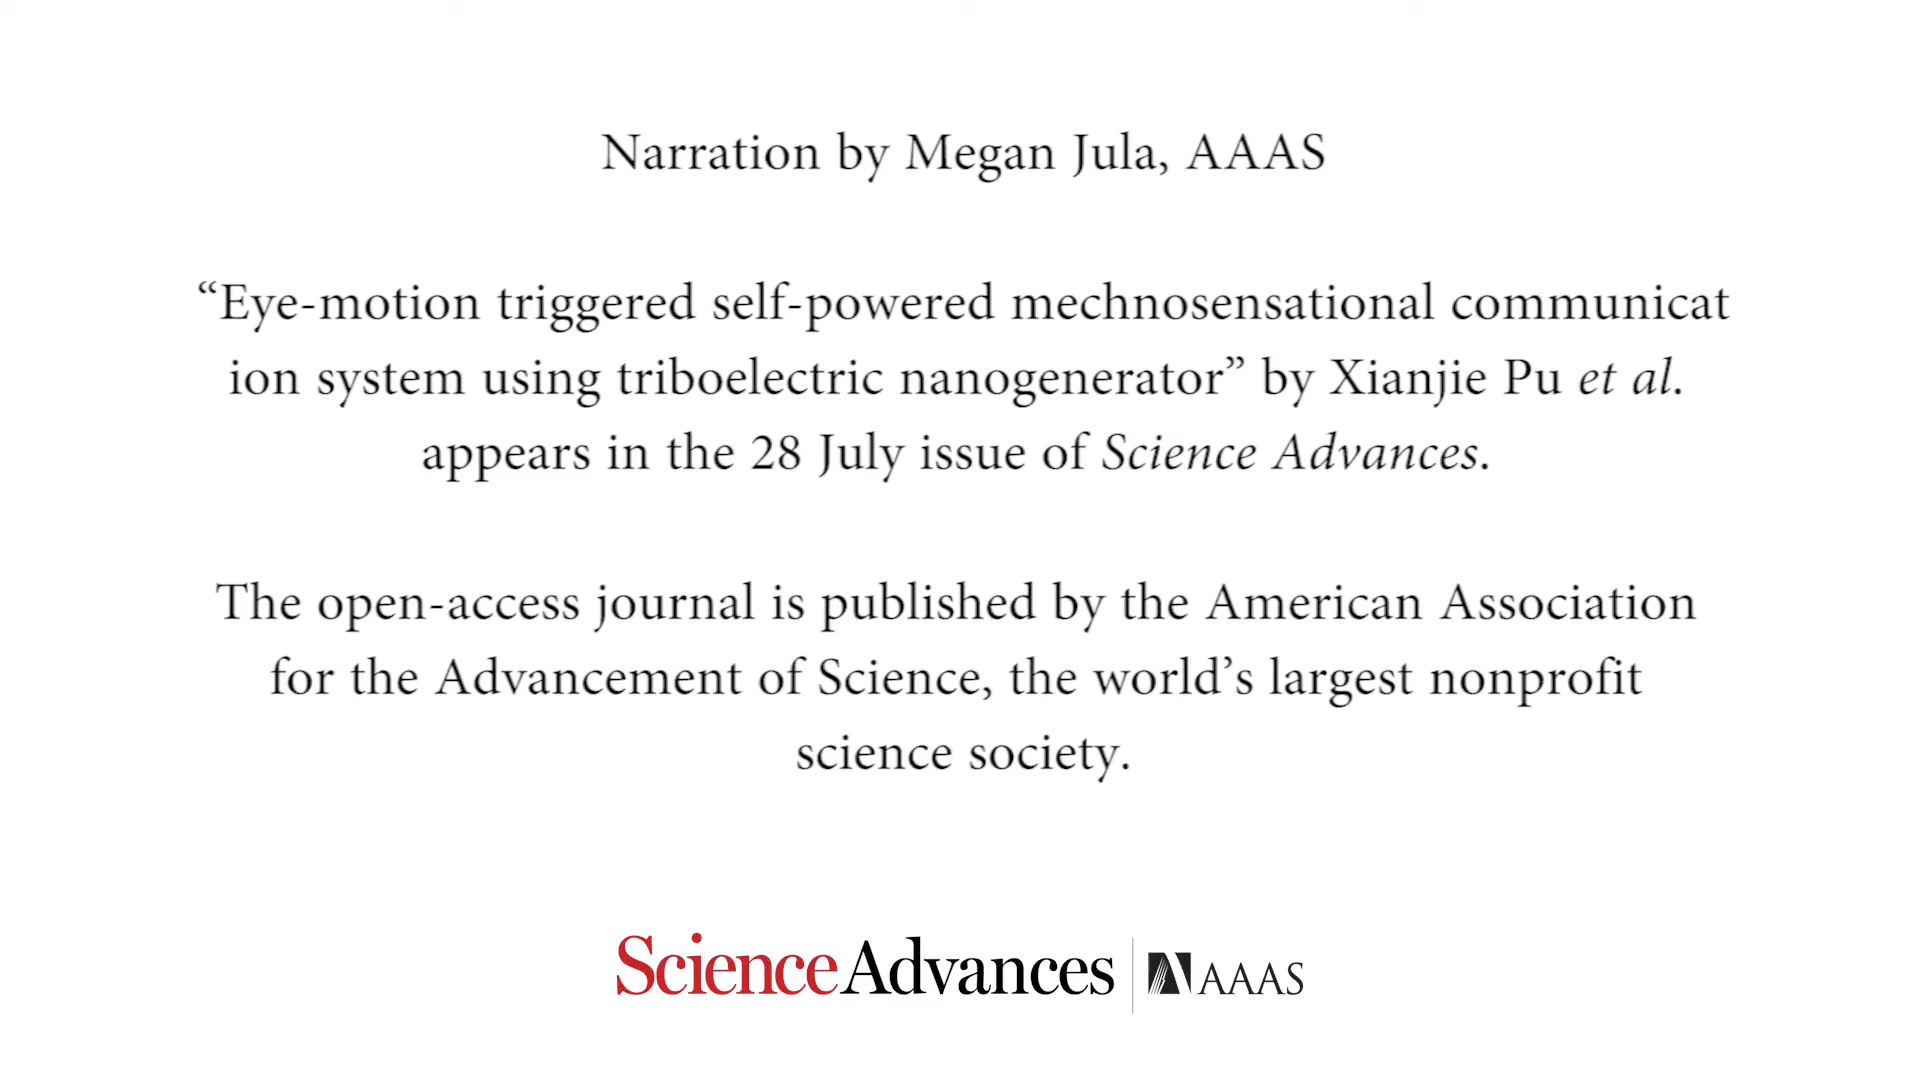 Narration by Megan Jula, AAAS
“Eye-motion triggered self-powered mechnosensational communicat
ion system using triboelectric nanogenerator” by Xianjie Pu et al.
appears in the 28 July issue of Science Advances.
The open-access journal is published by the American Association
for the Advancement of Science, the world’s largest nonprofit
science society.
ScienceAdvances AAAS